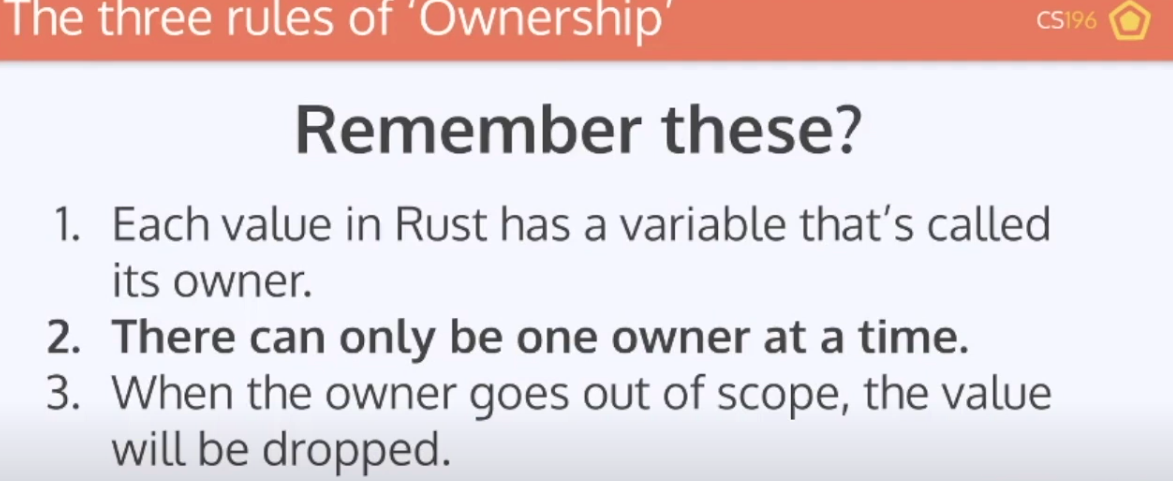 The three rules of ‘Ownership’
CS196
Remember these?
1. Each value in Rust has a variable that’s called
its owner.
2. There can only be one owner at a time.
3. When the owner goes out of scope, the value
will be dropped.